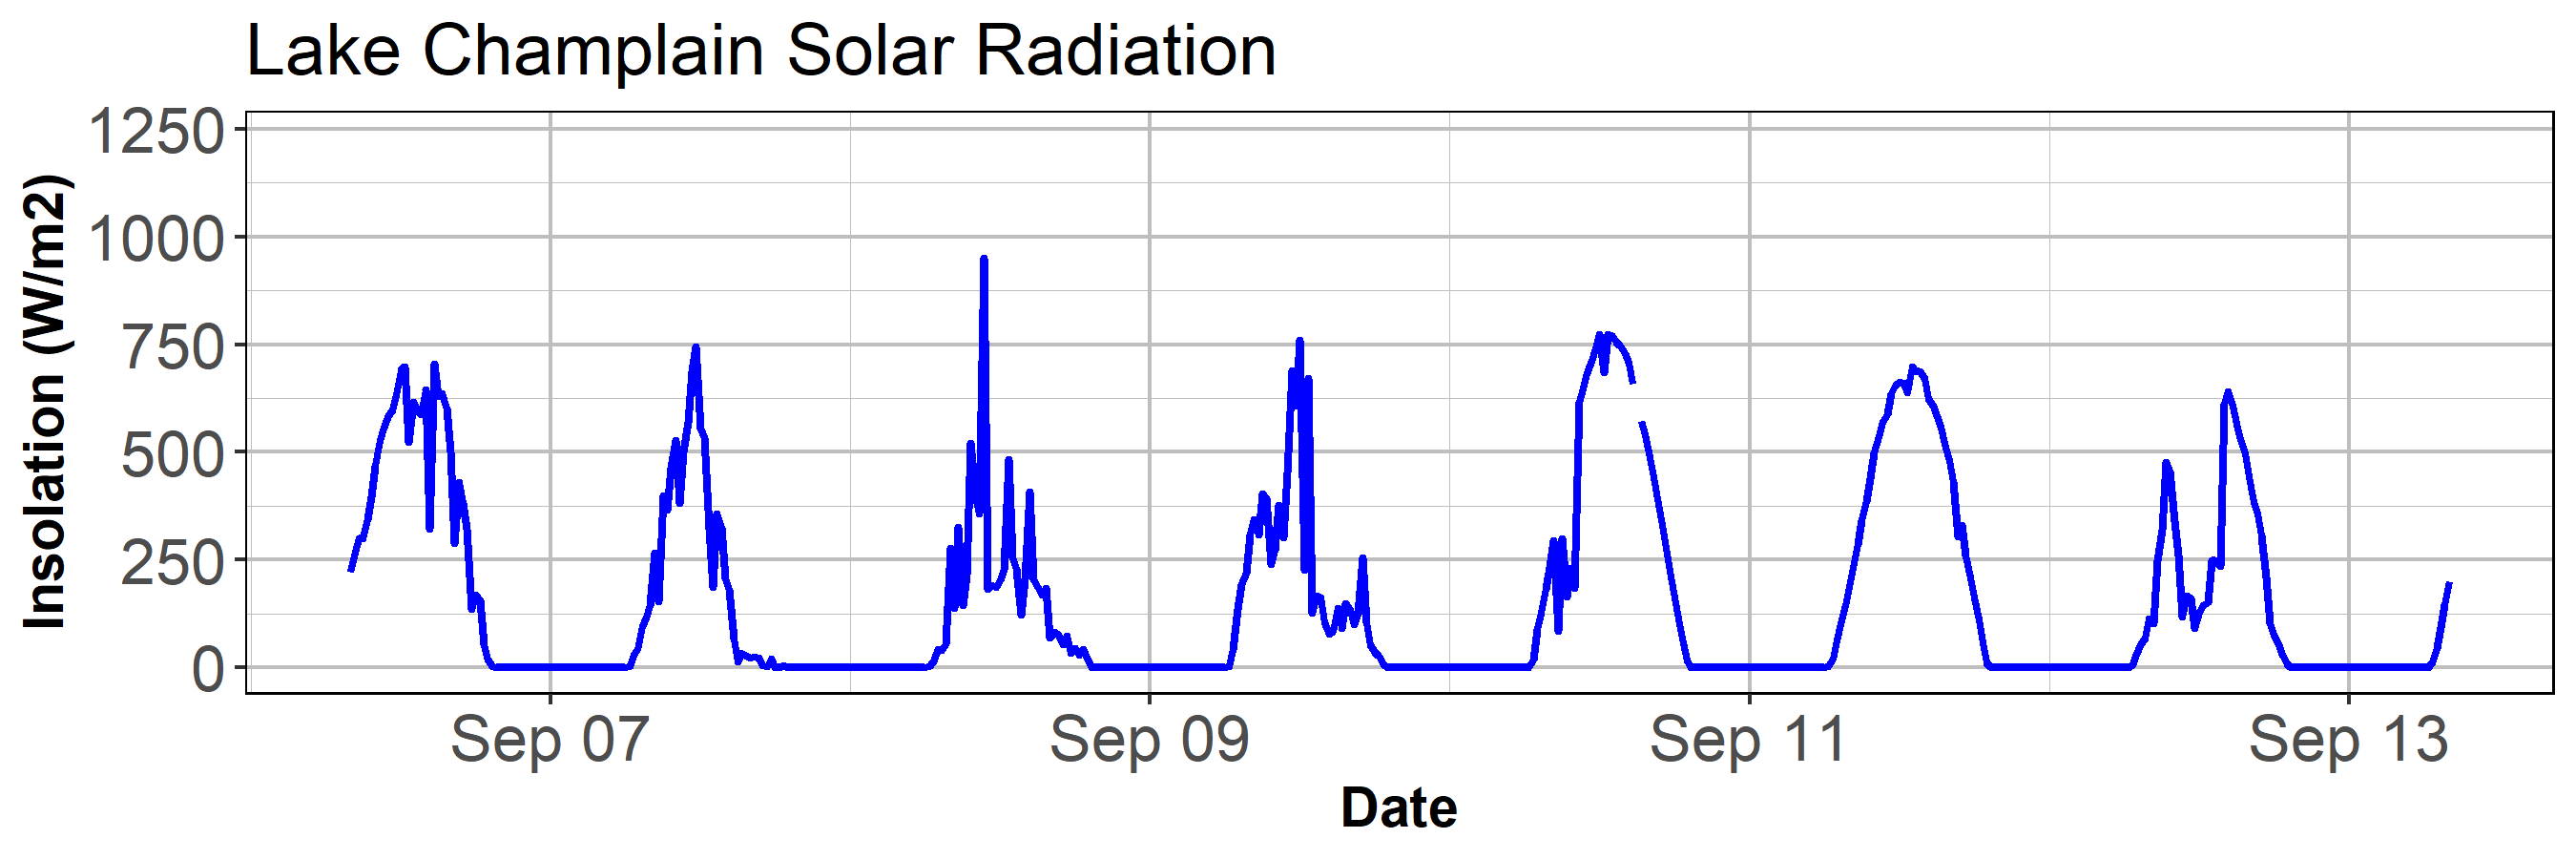 Lake Champlain Solar Radiation
1250
1000
750
500
250
0
Insolation (W/m2)
Sep 07 Sep 09 Sep 11 Sep 13
Date